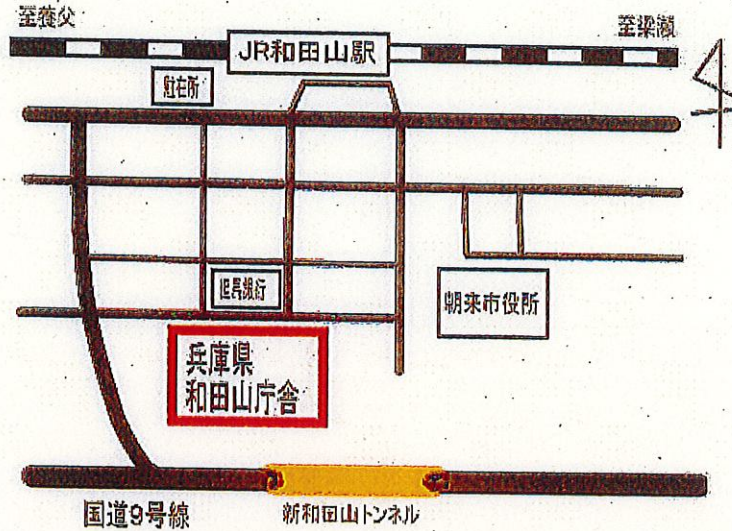 至養父
至梁瀬
JR和田山駅
駐在所
但馬銀行
朝来市役所
兵庫県
和田山庁舎
国道9号線
新和田山トンネル